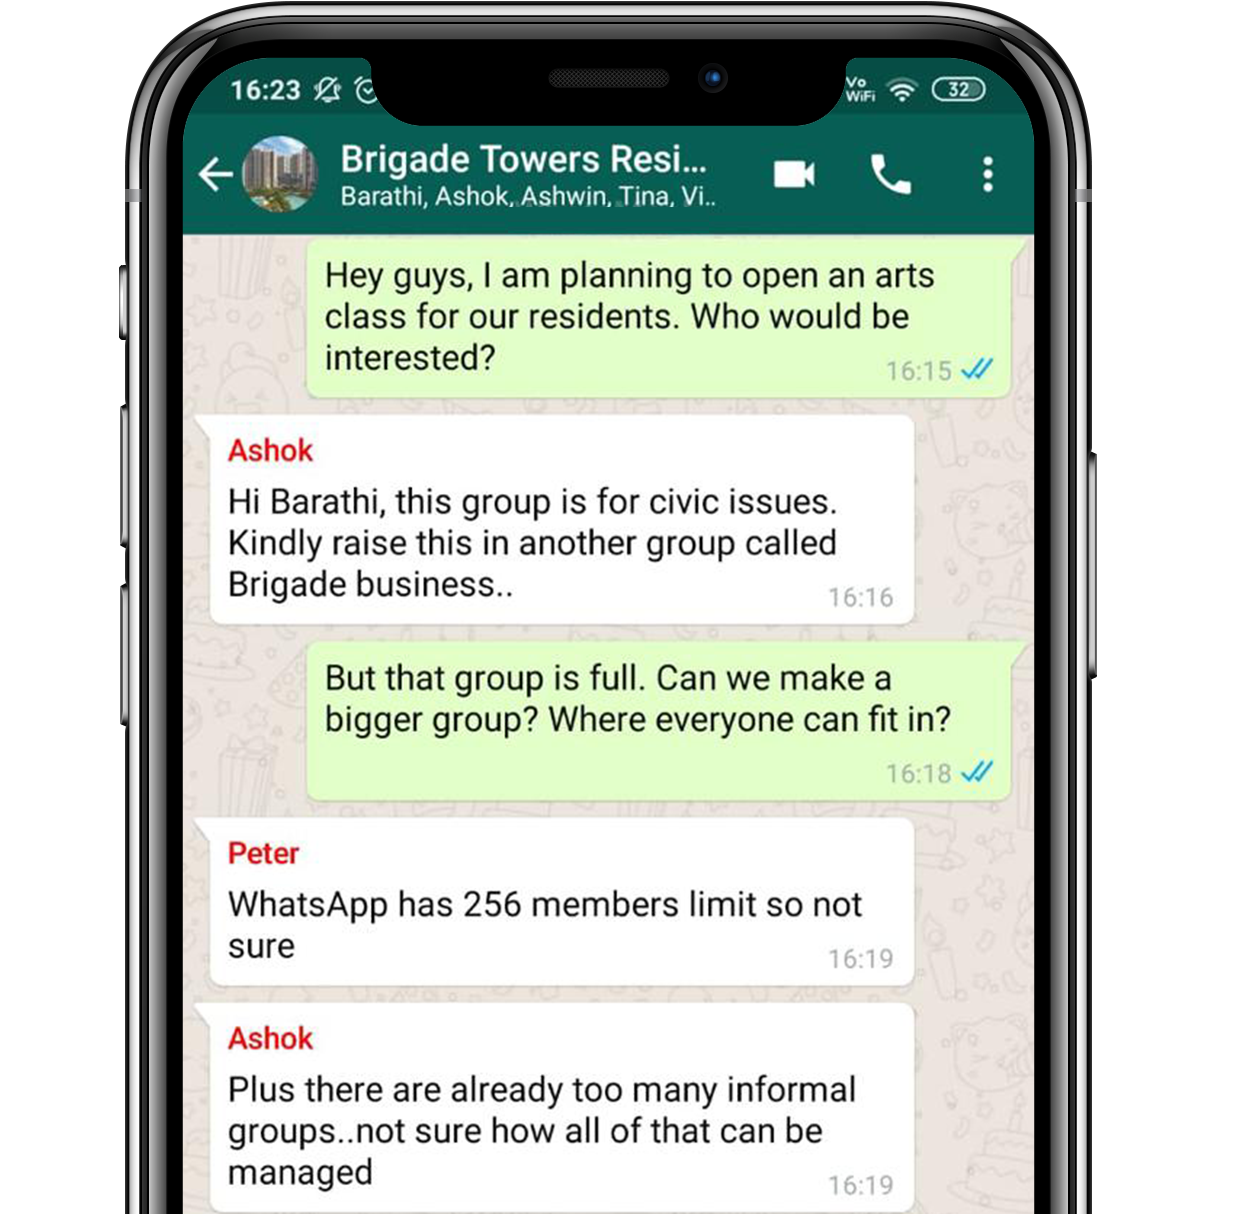 16:23
Vo
WiFi
32
Brigade Towers Resi...
Barathi, Ashok, Ashwin, Tina, Vi..
Hey guys, I am planning to open an arts
class for our residents. Who would be
interested?
16:15
Ashok
Hi Barathi, this group is for civic issues.
Kindly raise this in another group called
Brigade business..
16:16
But that group is full. Can we make a
bigger group? Where everyone can fit in?
16:18
Peter
WhatsApp has 256 members limit so not
sure
16:19
Ashok
Plus there are already too many informal
groups..not sure how all of that can be
managed
16:19